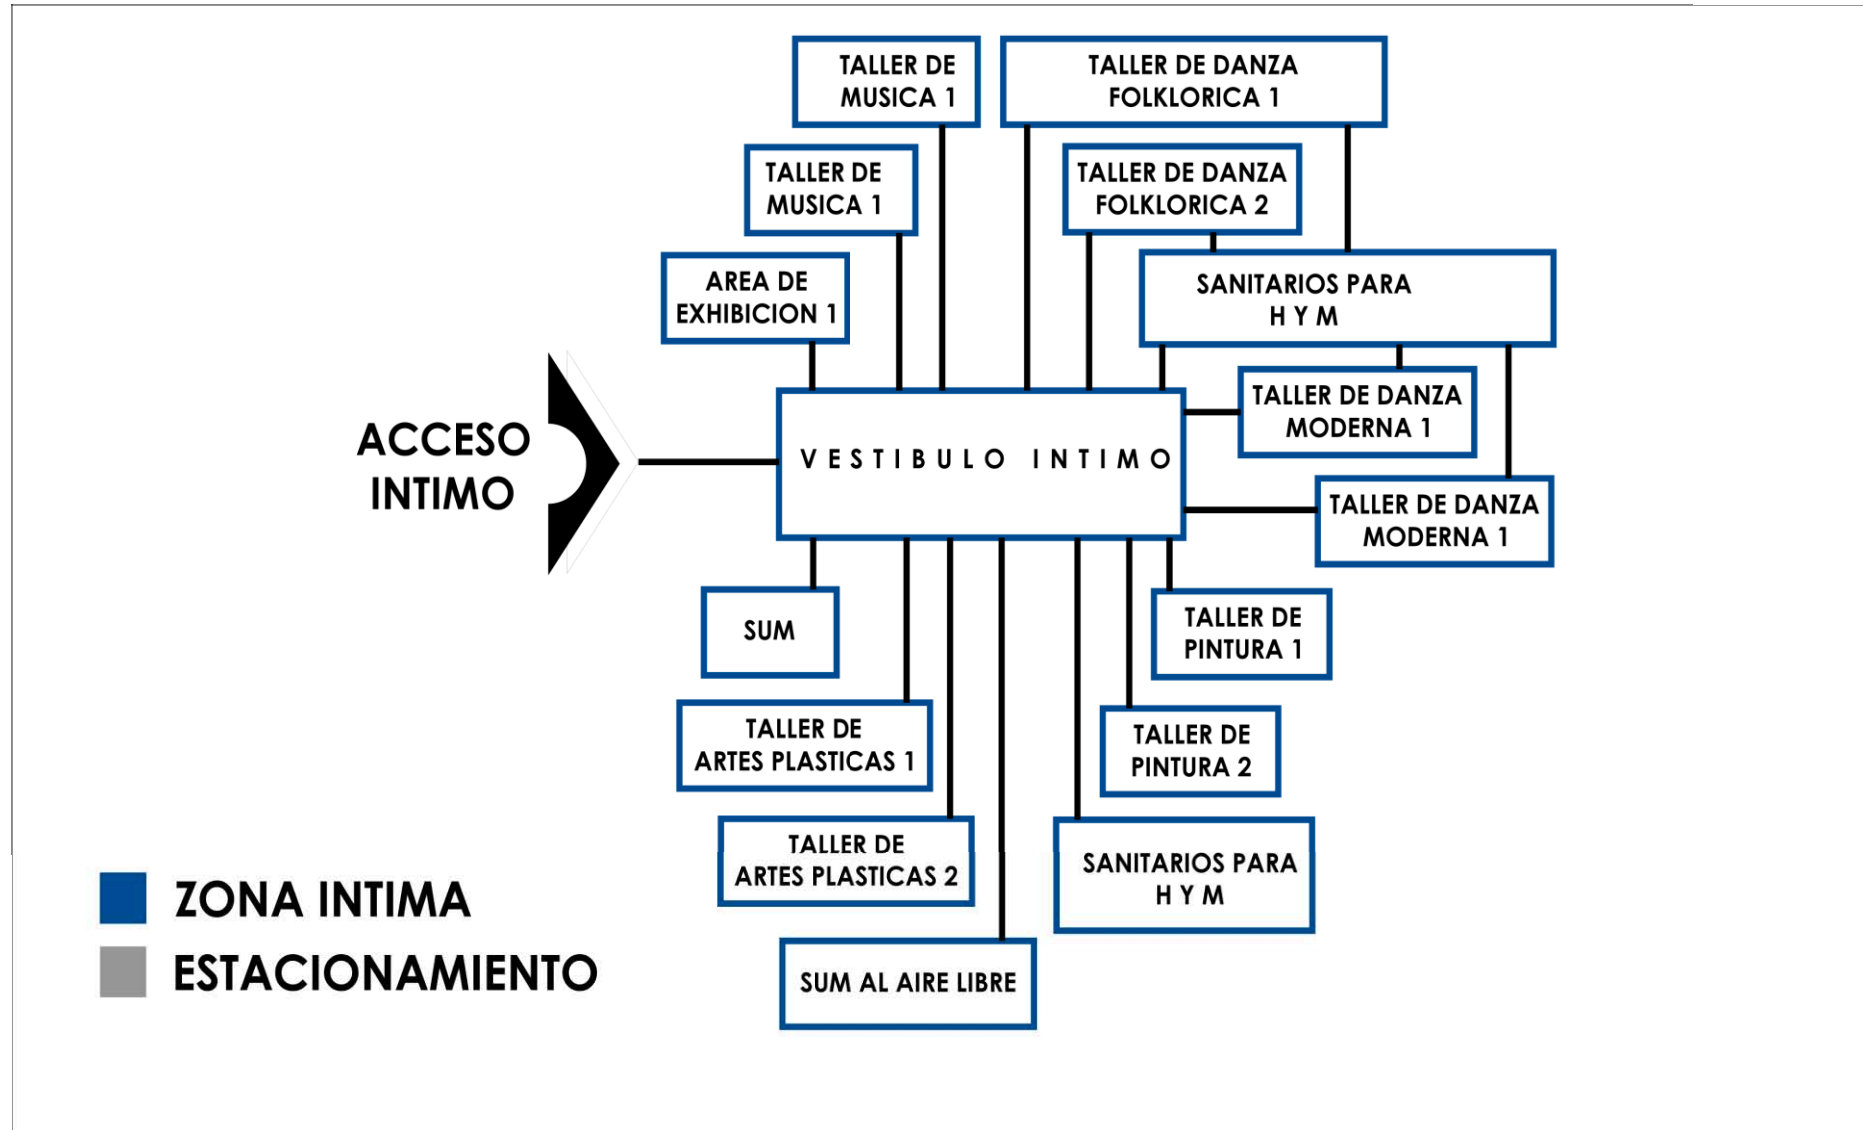 TALLER DE
MUSICA 1
TALLER DE DANZA
FOLKLORICA 1
TALLER DE
MUSICA 1
TALLER DE DANZA
FOLKLORICA 2
AREA DE
EXHIBICION 1
SANITARIOS PARA
H Y M
TALLER DE DANZA
MODERNA 1
ACCESO
INTIMO
VESTIBULO INTIMO
TALLER DE DANZA
MODERNA 1
SUM
TALLER DE
PINTURA 1
TALLER DE
ARTES PLASTICAS 1
TALLER DE
PINTURA 2
TALLER DE
ARTES PLASTICAS 2
SANITARIOS PARA
H Y M
ZONA INTIMA
ESTACIONAMIENTO
SUM AL AIRE LIBRE